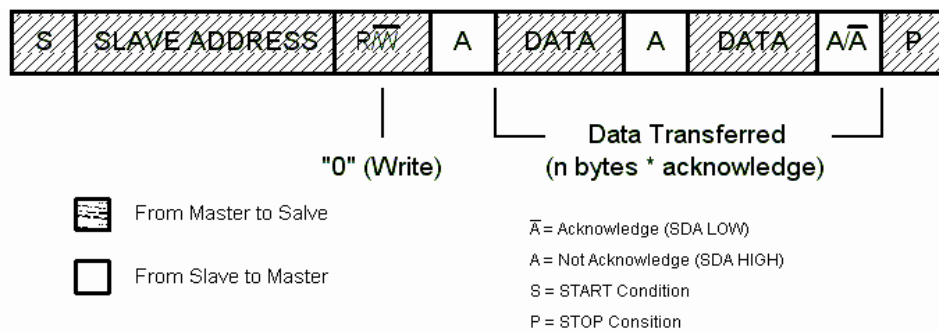 S SLAVE ADDRESS R/W̅ A DATA A DATA A/A̅ P
Data Transferred
"0" (Write) (n bytes * acknowledge)
From Master to Salve
From Slave to Master
A̅ = Acknowledge (SDA LOW)
A = Not Acknowledge (SDA HIGH)
S = START Condition
P = STOP Consition